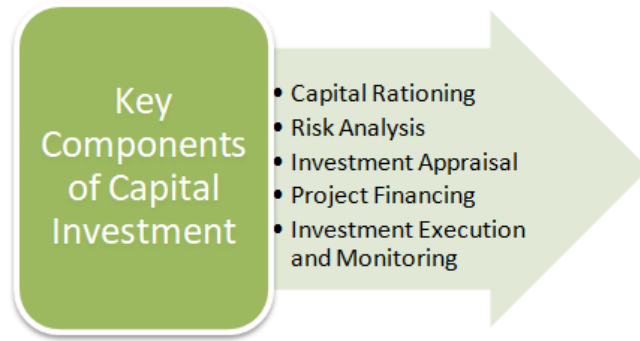 Key
Components
of Capital
Investment
• Capital Rationing
• Risk Analysis
• Investment Appraisal
• Project Financing
• Investment Execution
and Monitoring